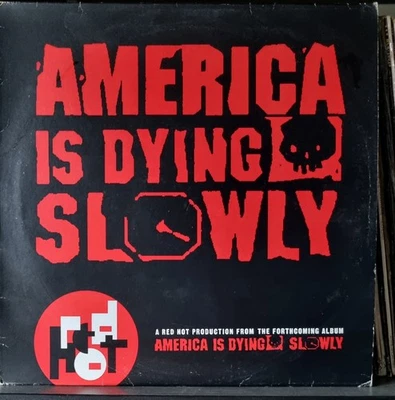 AMERICA
IS DYING
SLOWLY
Red
HOT
A RED HOT PRODUCTION FROM THE FORTHCOMING ALBUM
AMERICA IS DYING SLOWLY